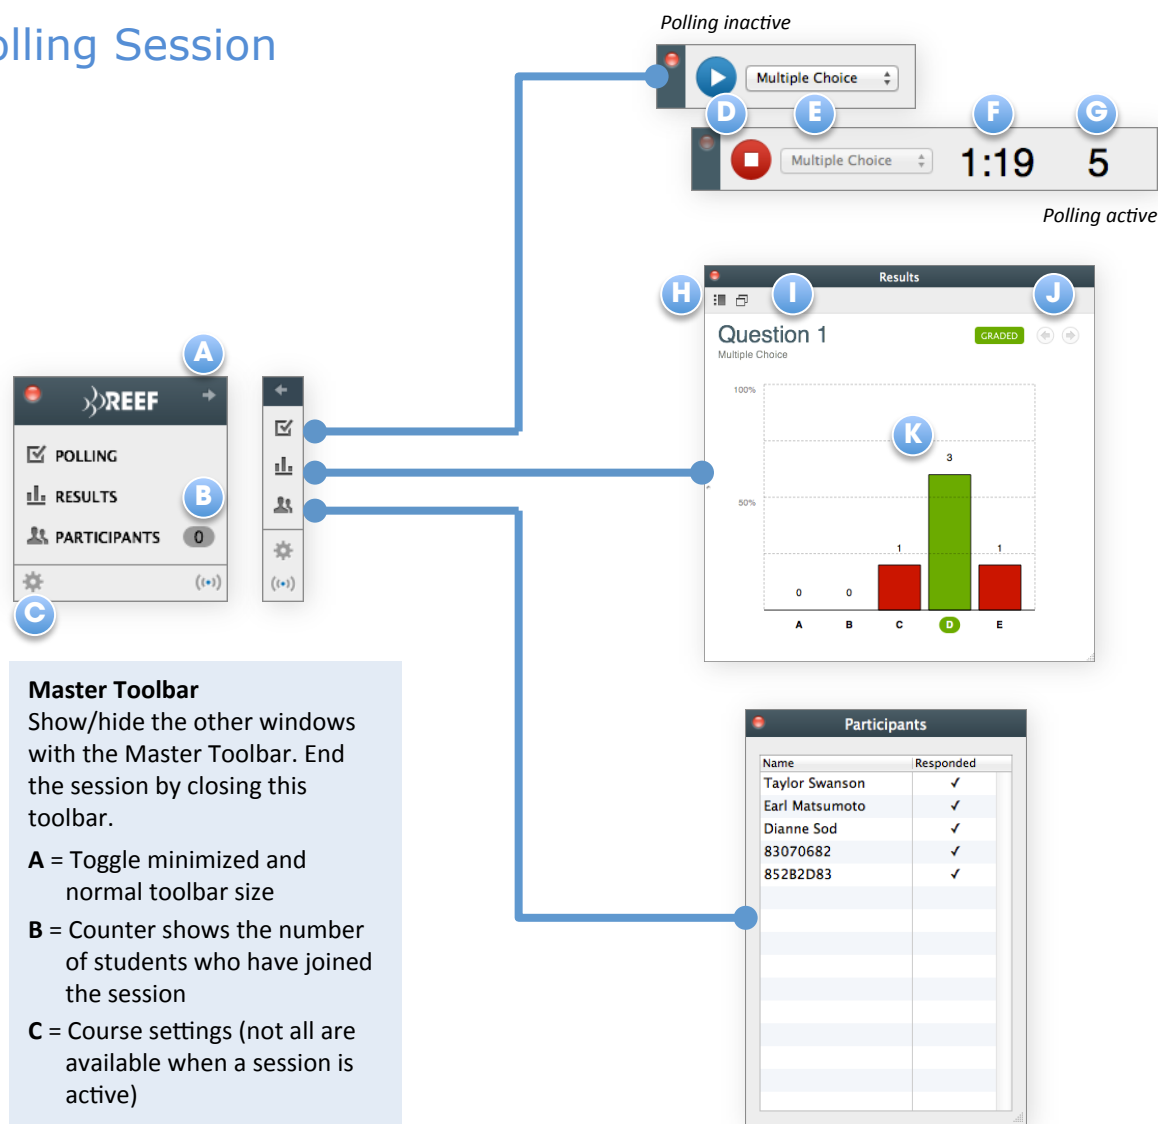 olling Session
Polling inactive
Multiple Choice
D
E
F
G
Multiple Choice
1:19
5
Polling active
Results
H
I
J
Question 1
GRADED
Multiple Choice
100%
K
3
50%
1
1
0
0
A
B
C
D
E
A
REEF
POLLING
RESULTS
B
PARTICIPANTS
0
C
Master Toolbar
Show/hide the other windows
with the Master Toolbar. End
the session by closing this
toolbar.
A = Toggle minimized and
normal toolbar size
B = Counter shows the number
of students who have joined
the session
C = Course settings (not all are
available when a session is
active)
Participants
Name Responded
Taylor Swanson ✓
Earl Matsumoto ✓
Dianne Sod ✓
83070682 ✓
852B2D83 ✓